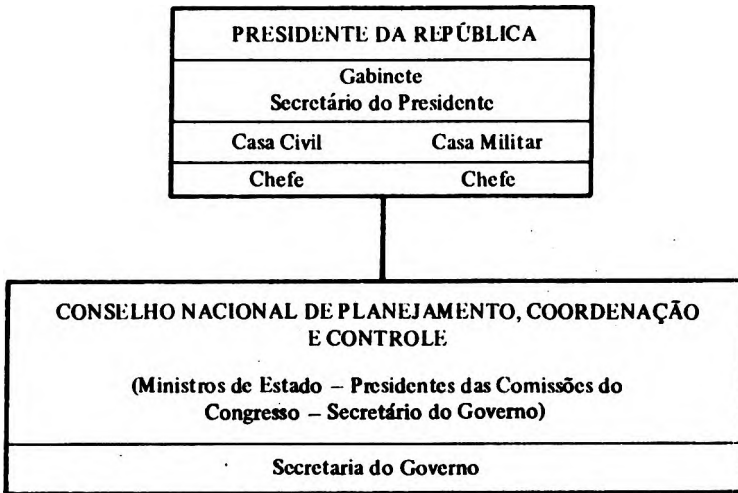 PRESIDENTE DA REPÚBLICA
Gabinete
Secretário do Presidente
Casa Civil Casa Militar
Chefe Chefe
CONSELHO NACIONAL DE PLANEJAMENTO, COORDENAÇÃO
E CONTROLE
(Ministros de Estado – Presidentes das Comissões do
Congresso – Secretário do Governo)
Secretaria do Governo